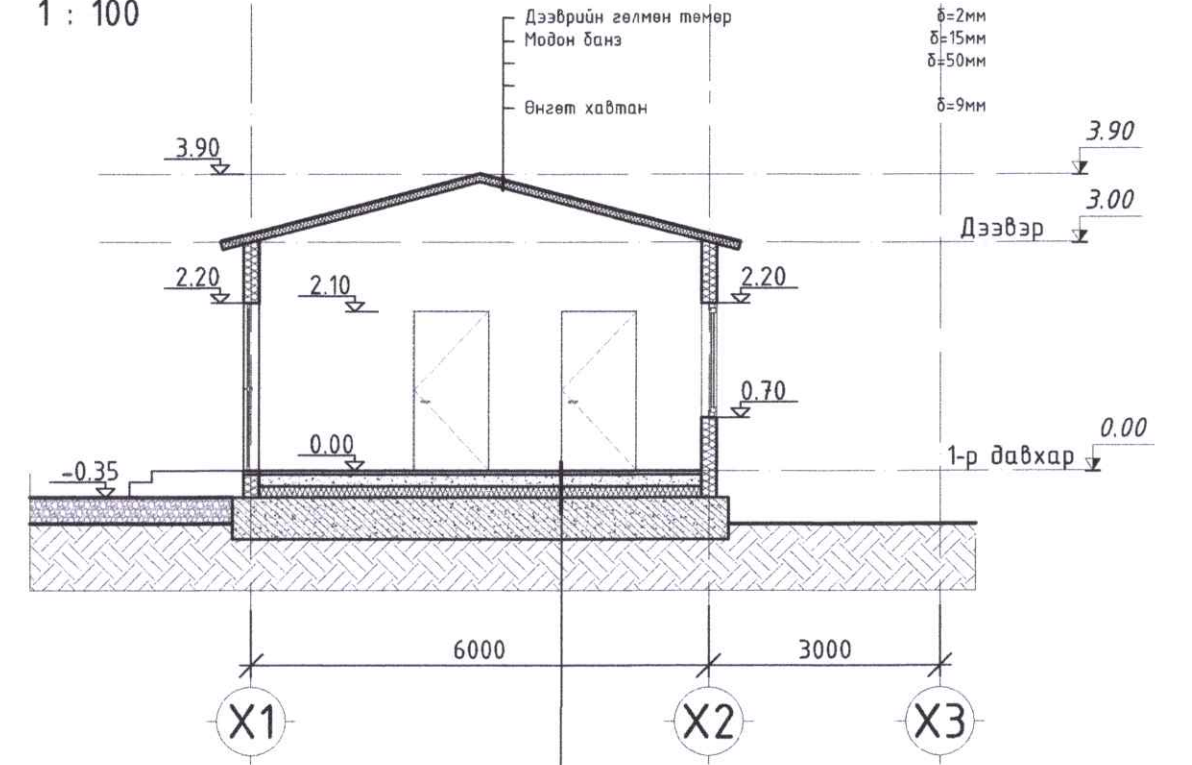 1 : 100
Дээврийн гөлмөн төмөр δ=2мм
Модон банз δ=15мм
δ=50мм
Өнгөт хавтан δ=9мм
3.90 3.90
3.00
Дээвэр
2.20 2.10 2.20
0.70
0.00 0.00
1-р давхар
-0.35
6000 3000
X1 X2 X3